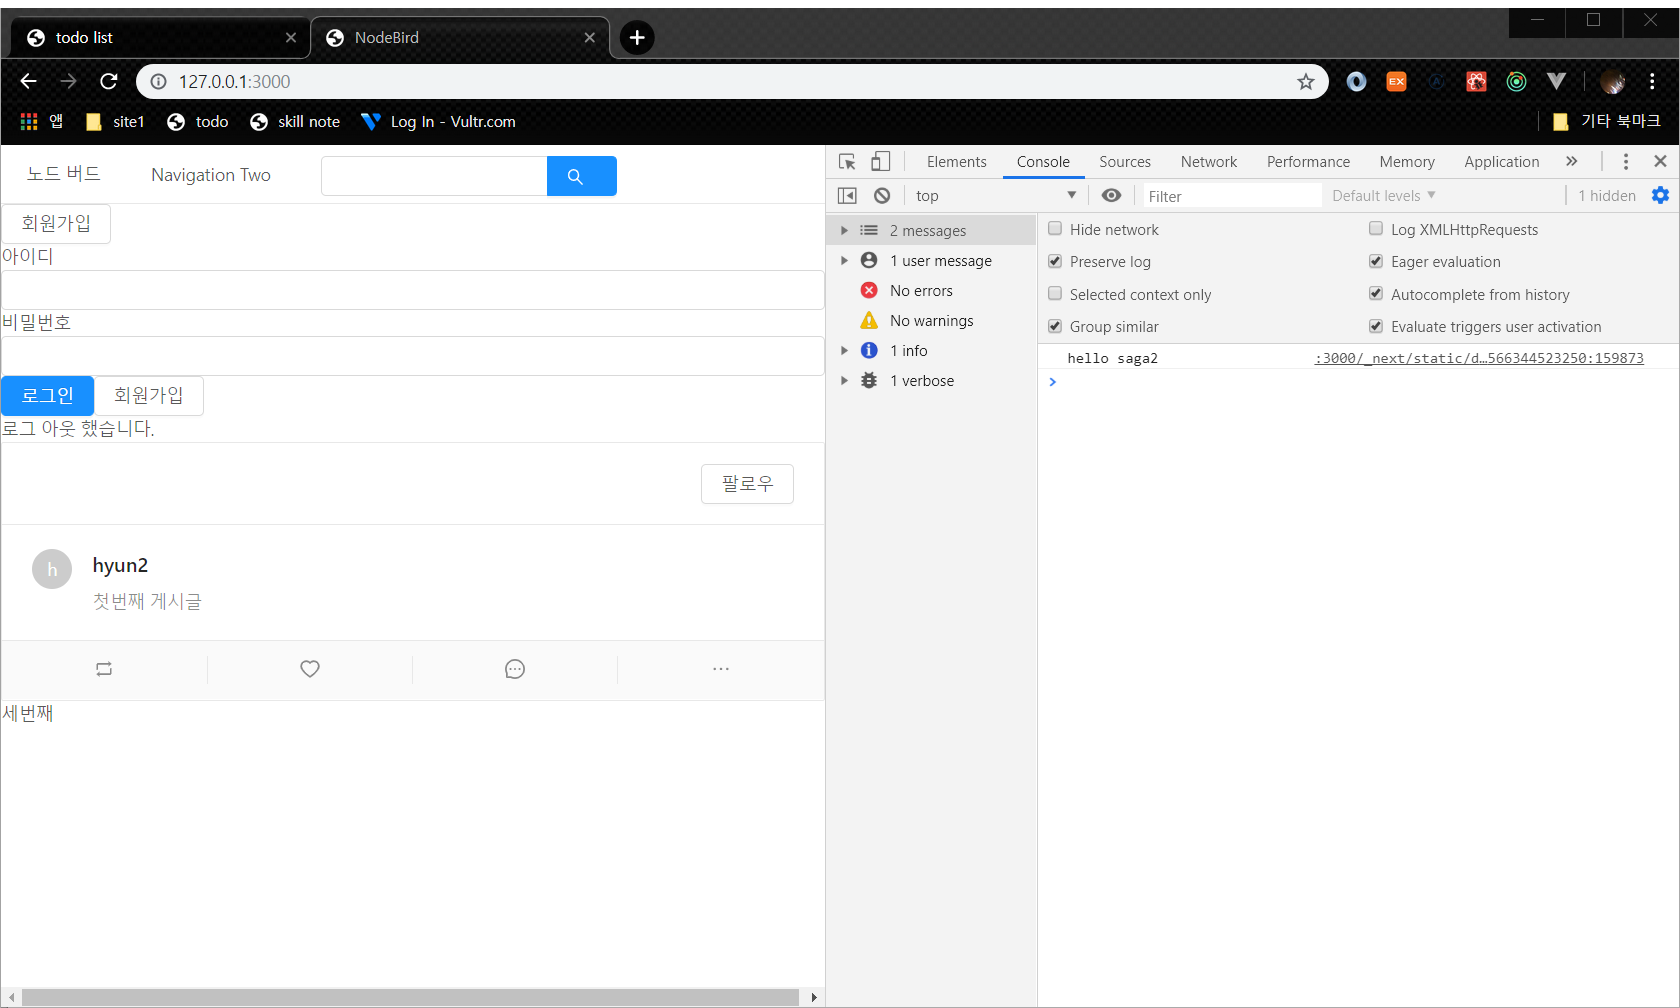 todo list
NodeBird
127.0.0.1:3000
EX
앱
site1
todo
skill note
Log In - Vultr.com
기타 북마크
노드 버드
Navigation Two
회원가입
아이디
비밀번호
로그인
회원가입
로그 아웃 했습니다.
팔로우
h
hyun2
첫번째 게시글
세번째
Elements
Console
Sources
Network
Performance
Memory
Application
top
Filter
Default levels
1 hidden
2 messages
1 user message
No errors
No warnings
1 info
1 verbose
Hide network
Log XMLHttpRequests
Preserve log
Eager evaluation
Selected context only
Autocomplete from history
Group similar
Evaluate triggers user activation
hello saga2
:3000/_next/static/d…566344523250:159873